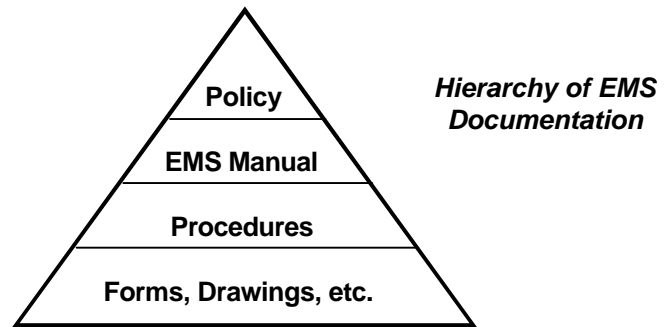 Policy
Hierarchy of EMS
Documentation
EMS Manual
Procedures
Forms, Drawings, etc.